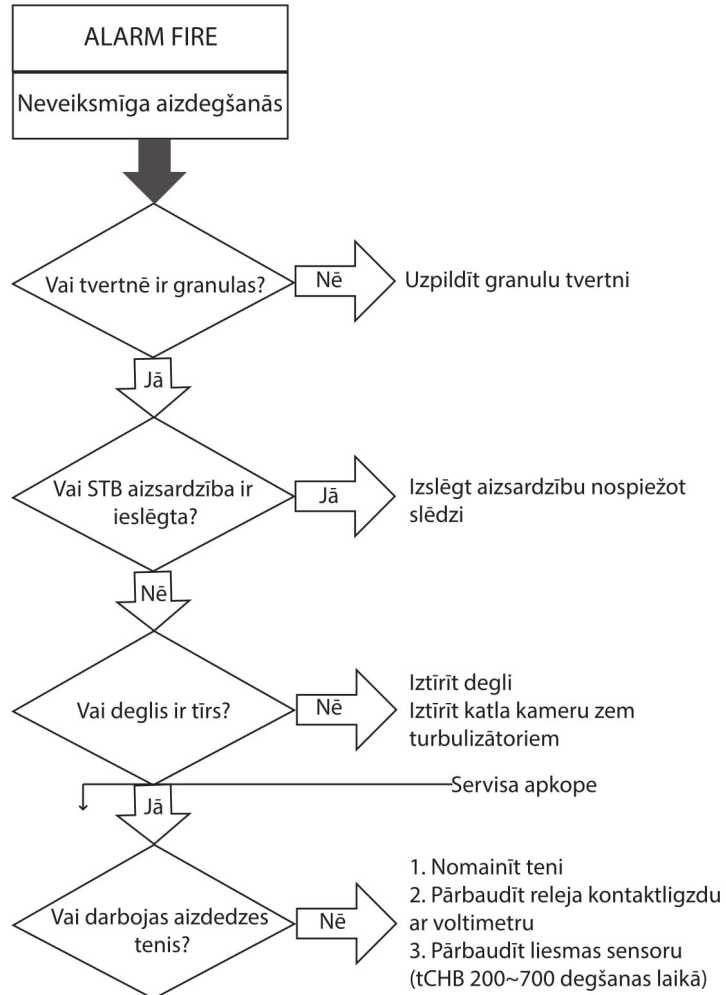 ALARM FIRE
Neveiksmīga aizdegšanās
Vai tvertnē ir granulas?
Nē
Uzpildīt granulu tvertni
Jā
Vai STB aizsardzība ir
ieslēgta?
Jā
Izslēgt aizsardzību nospiežot
slēdzi
Nē
Vai deglis ir tīrs?
Nē
Iztīrīt degli
Iztīrīt katla kameru zem
turbulizātoriem
Servisa apkope
Jā
Vai darbojas aizdedzes
tenis?
Nē
1. Nomainīt teni
2. Pārbaudīt releja kontaktligzdu
ar voltimetru
3. Pārbaudīt liesmas sensoru
(tCHB 200~700 degšanas laikā)